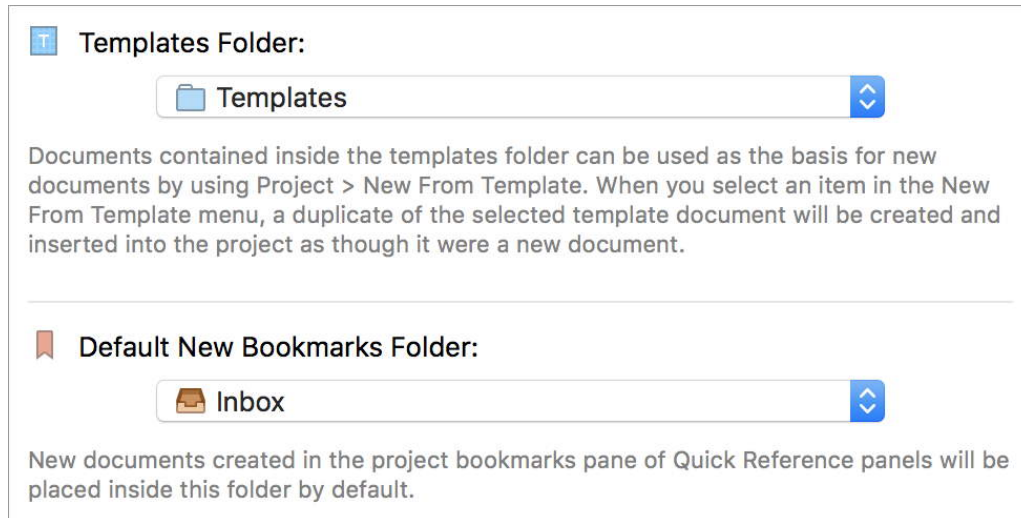 T
Templates Folder:
Templates
Documents contained inside the templates folder can be used as the basis for new
documents by using Project > New From Template. When you select an item in the New
From Template menu, a duplicate of the selected template document will be created and
inserted into the project as though it were a new document.
Default New Bookmarks Folder:
Inbox
New documents created in the project bookmarks pane of Quick Reference panels will be
placed inside this folder by default.